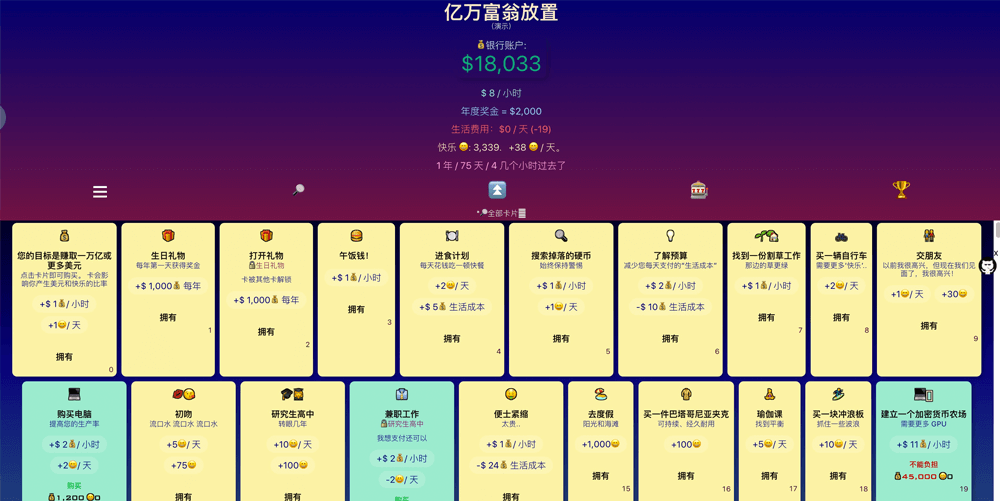 亿万富翁放置
(演示)
💰银行账户:
$18,033
$ 8 / 小时
年度奖金 = $2,000
生活费用：$0 / 天 (-19)
快乐 😀: 3,339. +38 😀 / 天。
1 年 / 75 天 / 4 几个小时过去了
全部卡片
您的目标是赚取一万亿或更多美元
点击卡片即可购买。卡会影响你产生美元和快乐的比率
+$ 1💰/ 小时
+1😀/ 天
拥有
0
生日礼物
每年第一天获得奖金
+$ 1,000💰 每年
拥有
1
打开礼物
🔒生日礼物
卡被其他卡解锁
+$ 1,000💰 每年
拥有
2
午饭钱！
+$ 1💰/ 小时
拥有
3
进食计划
每天花钱吃一顿快餐
+2😀/ 天
+$ 5💰 生活成本
拥有
4
搜索掉落的硬币
始终保持警惕
+$ 1💰/ 小时
+1😀/ 天
拥有
5
了解预算
减少您每天支付的“生活成本”
+$ 2💰/ 小时
-$ 10💰 生活成本
拥有
6
找到一份割草工作
那边的草更绿
+$ 1💰/ 小时
拥有
7
买一辆自行车
需要更多‘快乐’..
+2😀/ 天
拥有
8
交朋友
以前我很高兴，但现在我们见面了，我很高兴！
+1😀/ 天
+30😀
拥有
9
购买电脑
提高您的生产率
+$ 2💰/ 小时
+2😀/ 天
购买
💰1,200 😀0
初吻
流口水 流口水 流口水
+5😀/ 天
+75😀
拥有
研究生高中
转眼几年
+10😀/ 天
+100😀
拥有
兼职工作
🔒研究生高中
我想支付还可以
+$ 2💰/ 小时
-2😀/ 天
购买
便士紧缩
太贵..
+$ 1💰/ 小时
-$ 24💰 生活成本
拥有
去度假
阳光和海滩
+1,000😀
拥有
15
买一件巴塔哥尼亚夹克
可持续、经久耐用
+100😀
拥有
16
瑜伽课
找到平衡
+5😀/ 天
拥有
17
买一块冲浪板
抓住一些波浪
+10😀/ 天
拥有
18
建立一个加密货币农场
需要更多 GPU
+$ 11💰/ 小时
不能负担
💰45,000 😀0
19
x